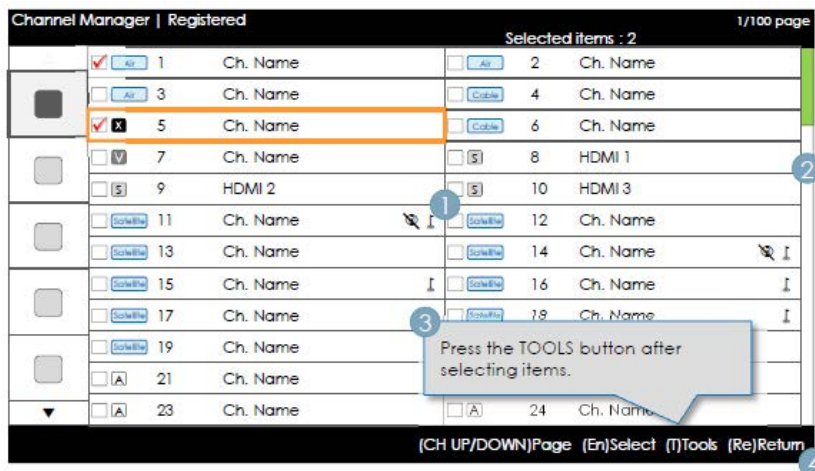 Channel Manager | Registered
1/100 page
Selected items : 2
Air 1 Ch. Name
Air 2 Ch. Name
Air 3 Ch. Name
Cable 4 Ch. Name
X 5 Ch. Name
Cable 6 Ch. Name
V 7 Ch. Name
S 8 HDMI 1
2
S 9 HDMI 2
S 10 HDMI 3
1
Satellite 11 Ch. Name
Satellite 12 Ch. Name
Satellite 13 Ch. Name
Satellite 14 Ch. Name
Satellite 15 Ch. Name
Satellite 16 Ch. Name
Satellite 17 Ch. Name
Satellite 18 Ch. Name
3
Satellite 19 Ch. Name
Press the TOOLS button after
selecting items.
A 21 Ch. Name
A 23 Ch. Name
A 24 Ch. Name
(CH UP/DOWN)Page (En)Select (T)Tools (Re)Return
4